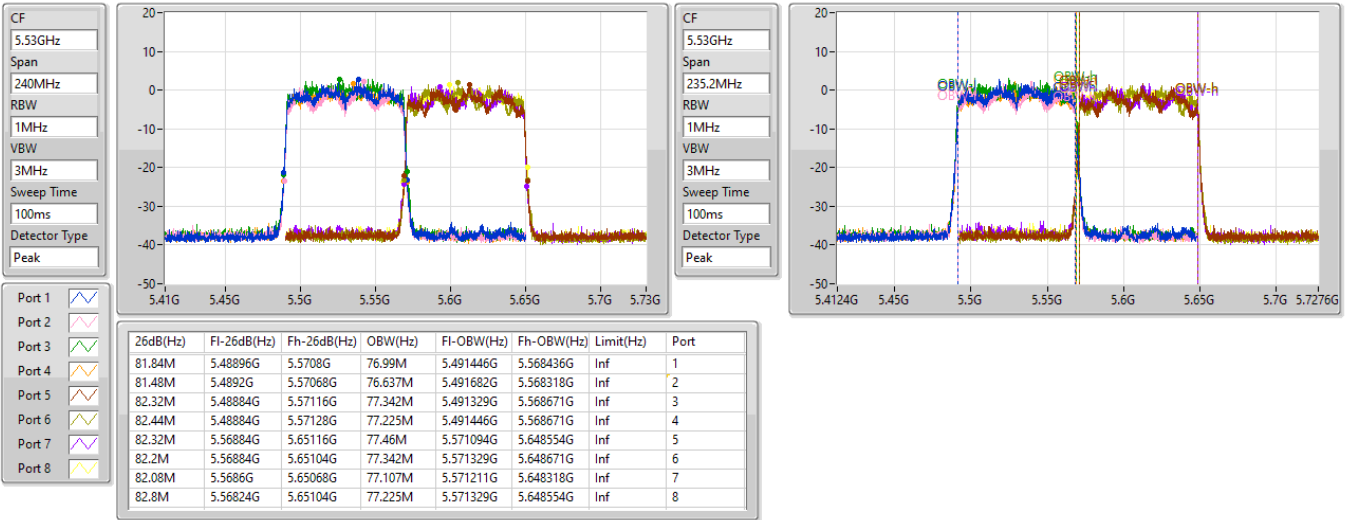 CF
5.53GHz
Span
240MHz
RBW
1MHz
VBW
3MHz
Sweep Time
100ms
Detector Type
Peak
20-
10-
0-
-10-
-20-
-30-
-40-
-50-
5.41G 5.45G 5.5G 5.55G 5.6G 5.65G 5.7G 5.73G
CF
5.53GHz
Span
235.2MHz
RBW
1MHz
VBW
3MHz
Sweep Time
100ms
Detector Type
Peak
20-
10-
0-
-10-
-20-
-30-
-40-
-50-
OBW-h
5.4124G 5.45G 5.5G 5.55G 5.6G 5.65G 5.7G 5.7276G
Port 1
Port 2
Port 3
Port 4
Port 5
Port 6
Port 7
Port 8
26dB(Hz) Fl-26dB(Hz) Fh-26dB(Hz) OBW(Hz) Fl-OBW(Hz) Fh-OBW(Hz) Limit(Hz) Port
81.84M 5.48896G 5.5708G 76.99M 5.491446G 5.568436G Inf 1
81.48M 5.4892G 5.57068G 76.637M 5.491682G 5.568318G Inf 2
82.32M 5.48884G 5.57116G 77.342M 5.491329G 5.568671G Inf 3
82.44M 5.48884G 5.57128G 77.225M 5.491446G 5.568671G Inf 4
82.32M 5.56884G 5.65116G 77.46M 5.571094G 5.648554G Inf 5
82.2M 5.56884G 5.65104G 77.342M 5.571329G 5.648671G Inf 6
82.08M 5.5686G 5.65068G 77.107M 5.571211G 5.648318G Inf 7
82.8M 5.56824G 5.65104G 77.225M 5.571329G 5.648554G Inf 8